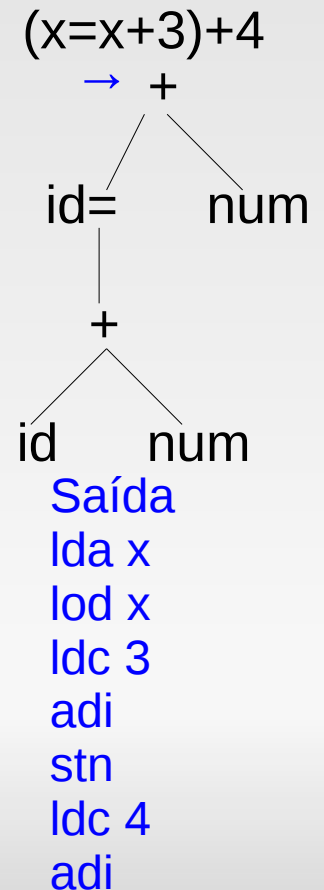 (x=x+3)+4
→ +
id= num
+
id num
Saída
lda x
lod x
ldc 3
adi
stn
ldc 4
adi